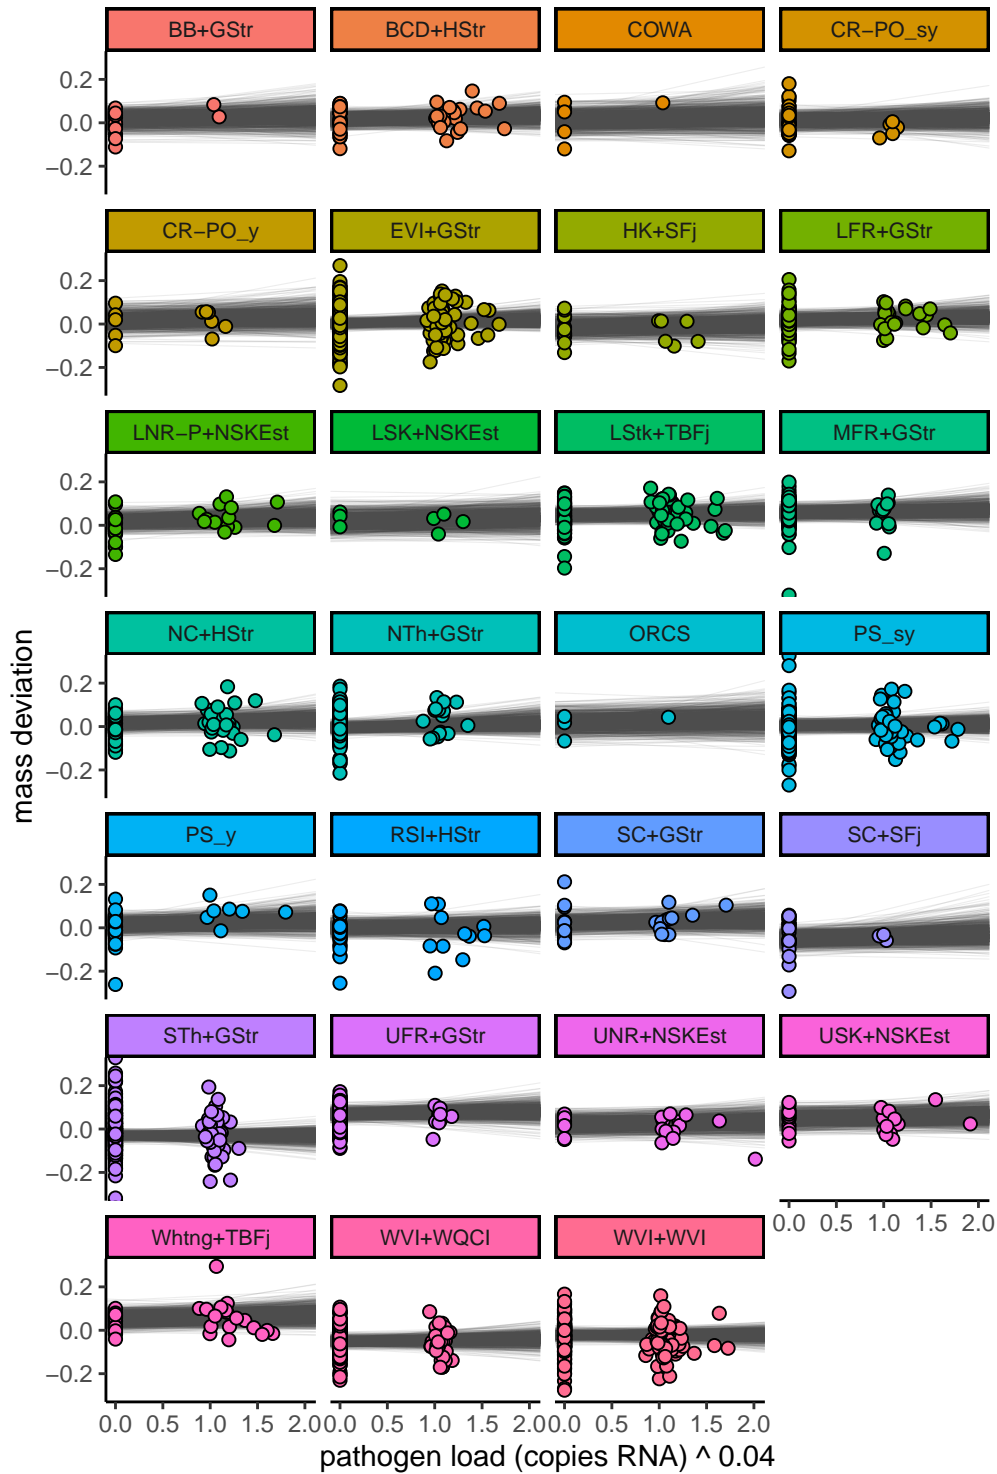 BB+GStr BCD+HStr COWA CR−PO_sy
0.2
0.0
−0.2
CR−PO_y EVI+GStr HK+SFj LFR+GStr
0.2
0.0
−0.2
LNR−P+NSKEst LSK+NSKEst LStk+TBFj MFR+GStr
0.2
0.0
−0.2
NC+HStr NTh+GStr ORCS PS_sy
0.2
0.0
−0.2
mass deviation
PS_y RSI+HStr SC+GStr SC+SFj
0.2
0.0
−0.2
STh+GStr UFR+GStr UNR+NSKEst USK+NSKEst
0.2
0.0
−0.2
0.0 0.5 1.0 1.5 2.0
Whtng+TBFj WVI+WQCI WVI+WVI
0.2
0.0
−0.2
0.0 0.5 1.0 1.5 2.0 0.0 0.5 1.0 1.5 2.0 0.0 0.5 1.0 1.5 2.0
pathogen load (copies RNA) ^ 0.04